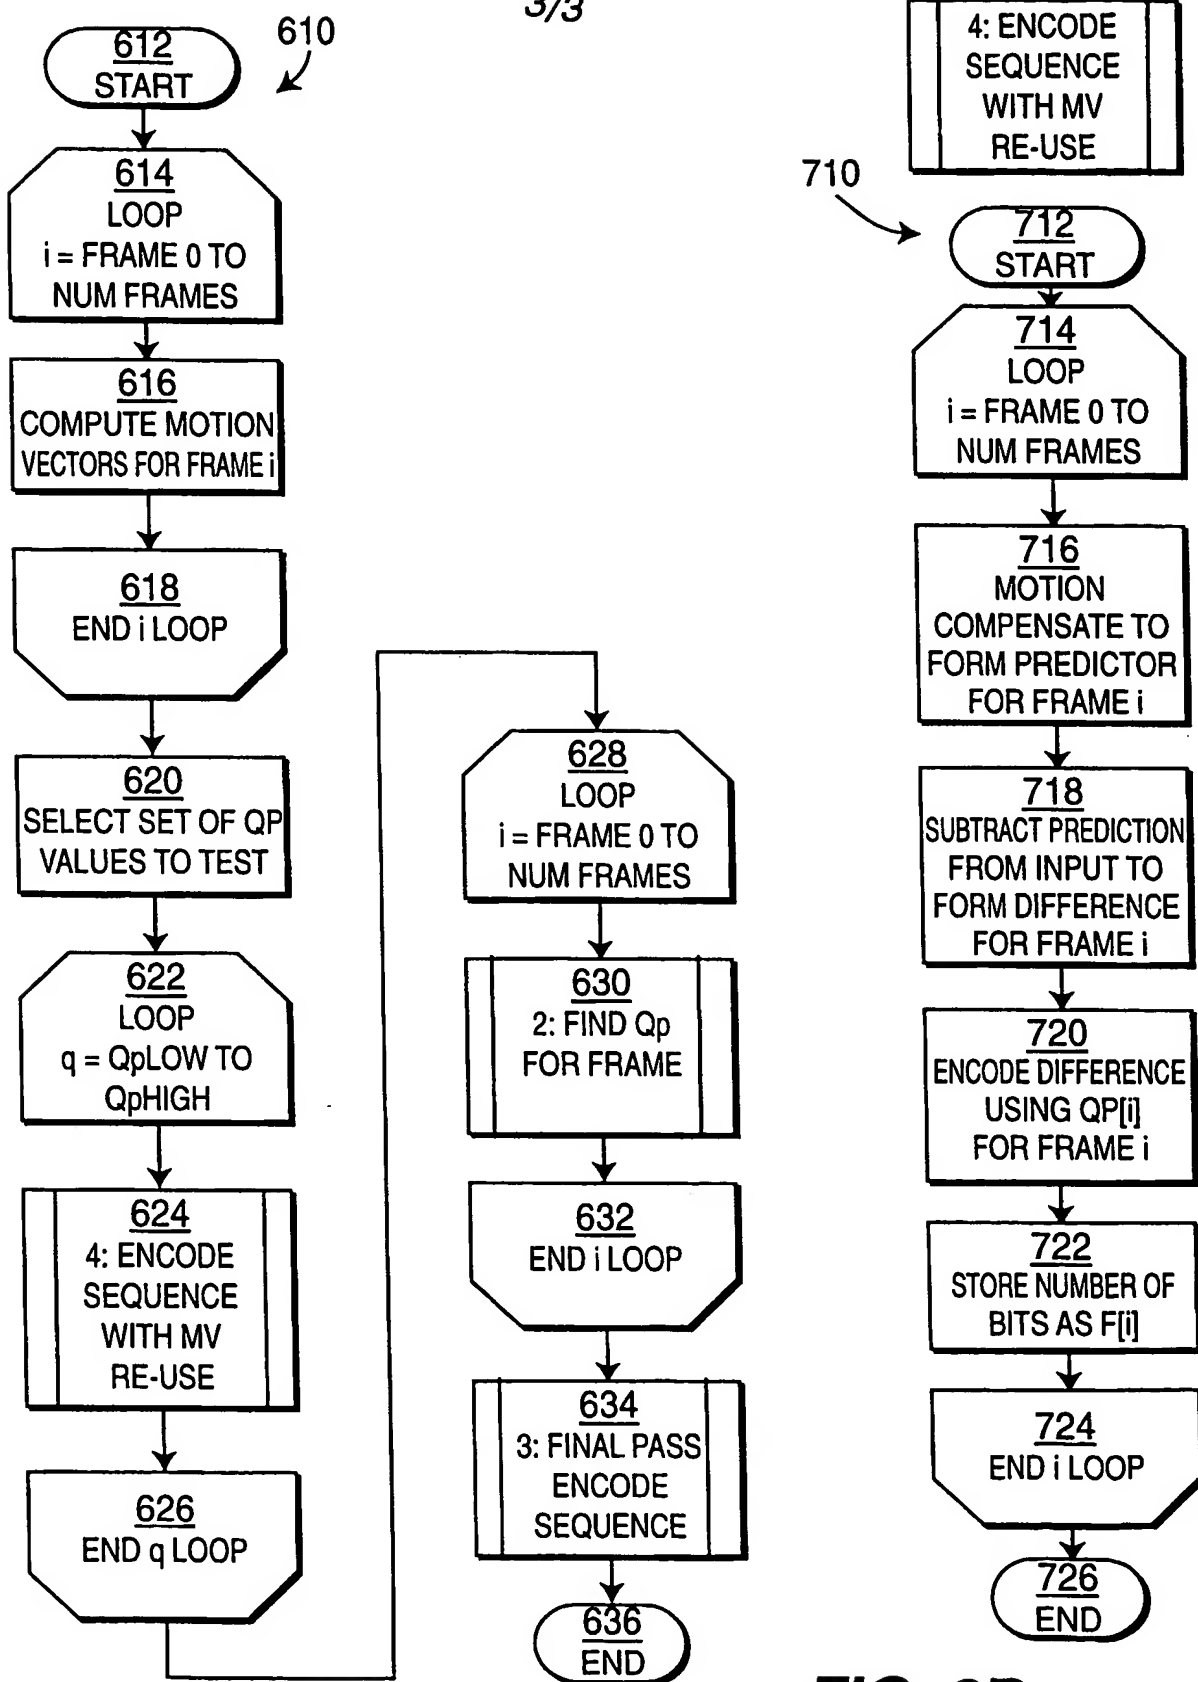 3/3
610
612
START
614
LOOP
i = FRAME 0 TO
NUM FRAMES
616
COMPUTE MOTION
VECTORS FOR FRAME i
618
END i LOOP
620
SELECT SET OF QP
VALUES TO TEST
622
LOOP
q = QpLOW TO
QpHIGH
624
4: ENCODE
SEQUENCE
WITH MV
RE-USE
626
END q LOOP
628
LOOP
i = FRAME 0 TO
NUM FRAMES
630
2: FIND Qp
FOR FRAME
632
END i LOOP
634
3: FINAL PASS
ENCODE
SEQUENCE
636
END
4: ENCODE
SEQUENCE
WITH MV
RE-USE
710
712
START
714
LOOP
i = FRAME 0 TO
NUM FRAMES
716
MOTION
COMPENSATE TO
FORM PREDICTOR
FOR FRAME i
718
SUBTRACT PREDICTION
FROM INPUT TO
FORM DIFFERENCE
FOR FRAME i
720
ENCODE DIFFERENCE
USING QP[i]
FOR FRAME i
722
STORE NUMBER OF
BITS AS F[i]
724
END i LOOP
726
END